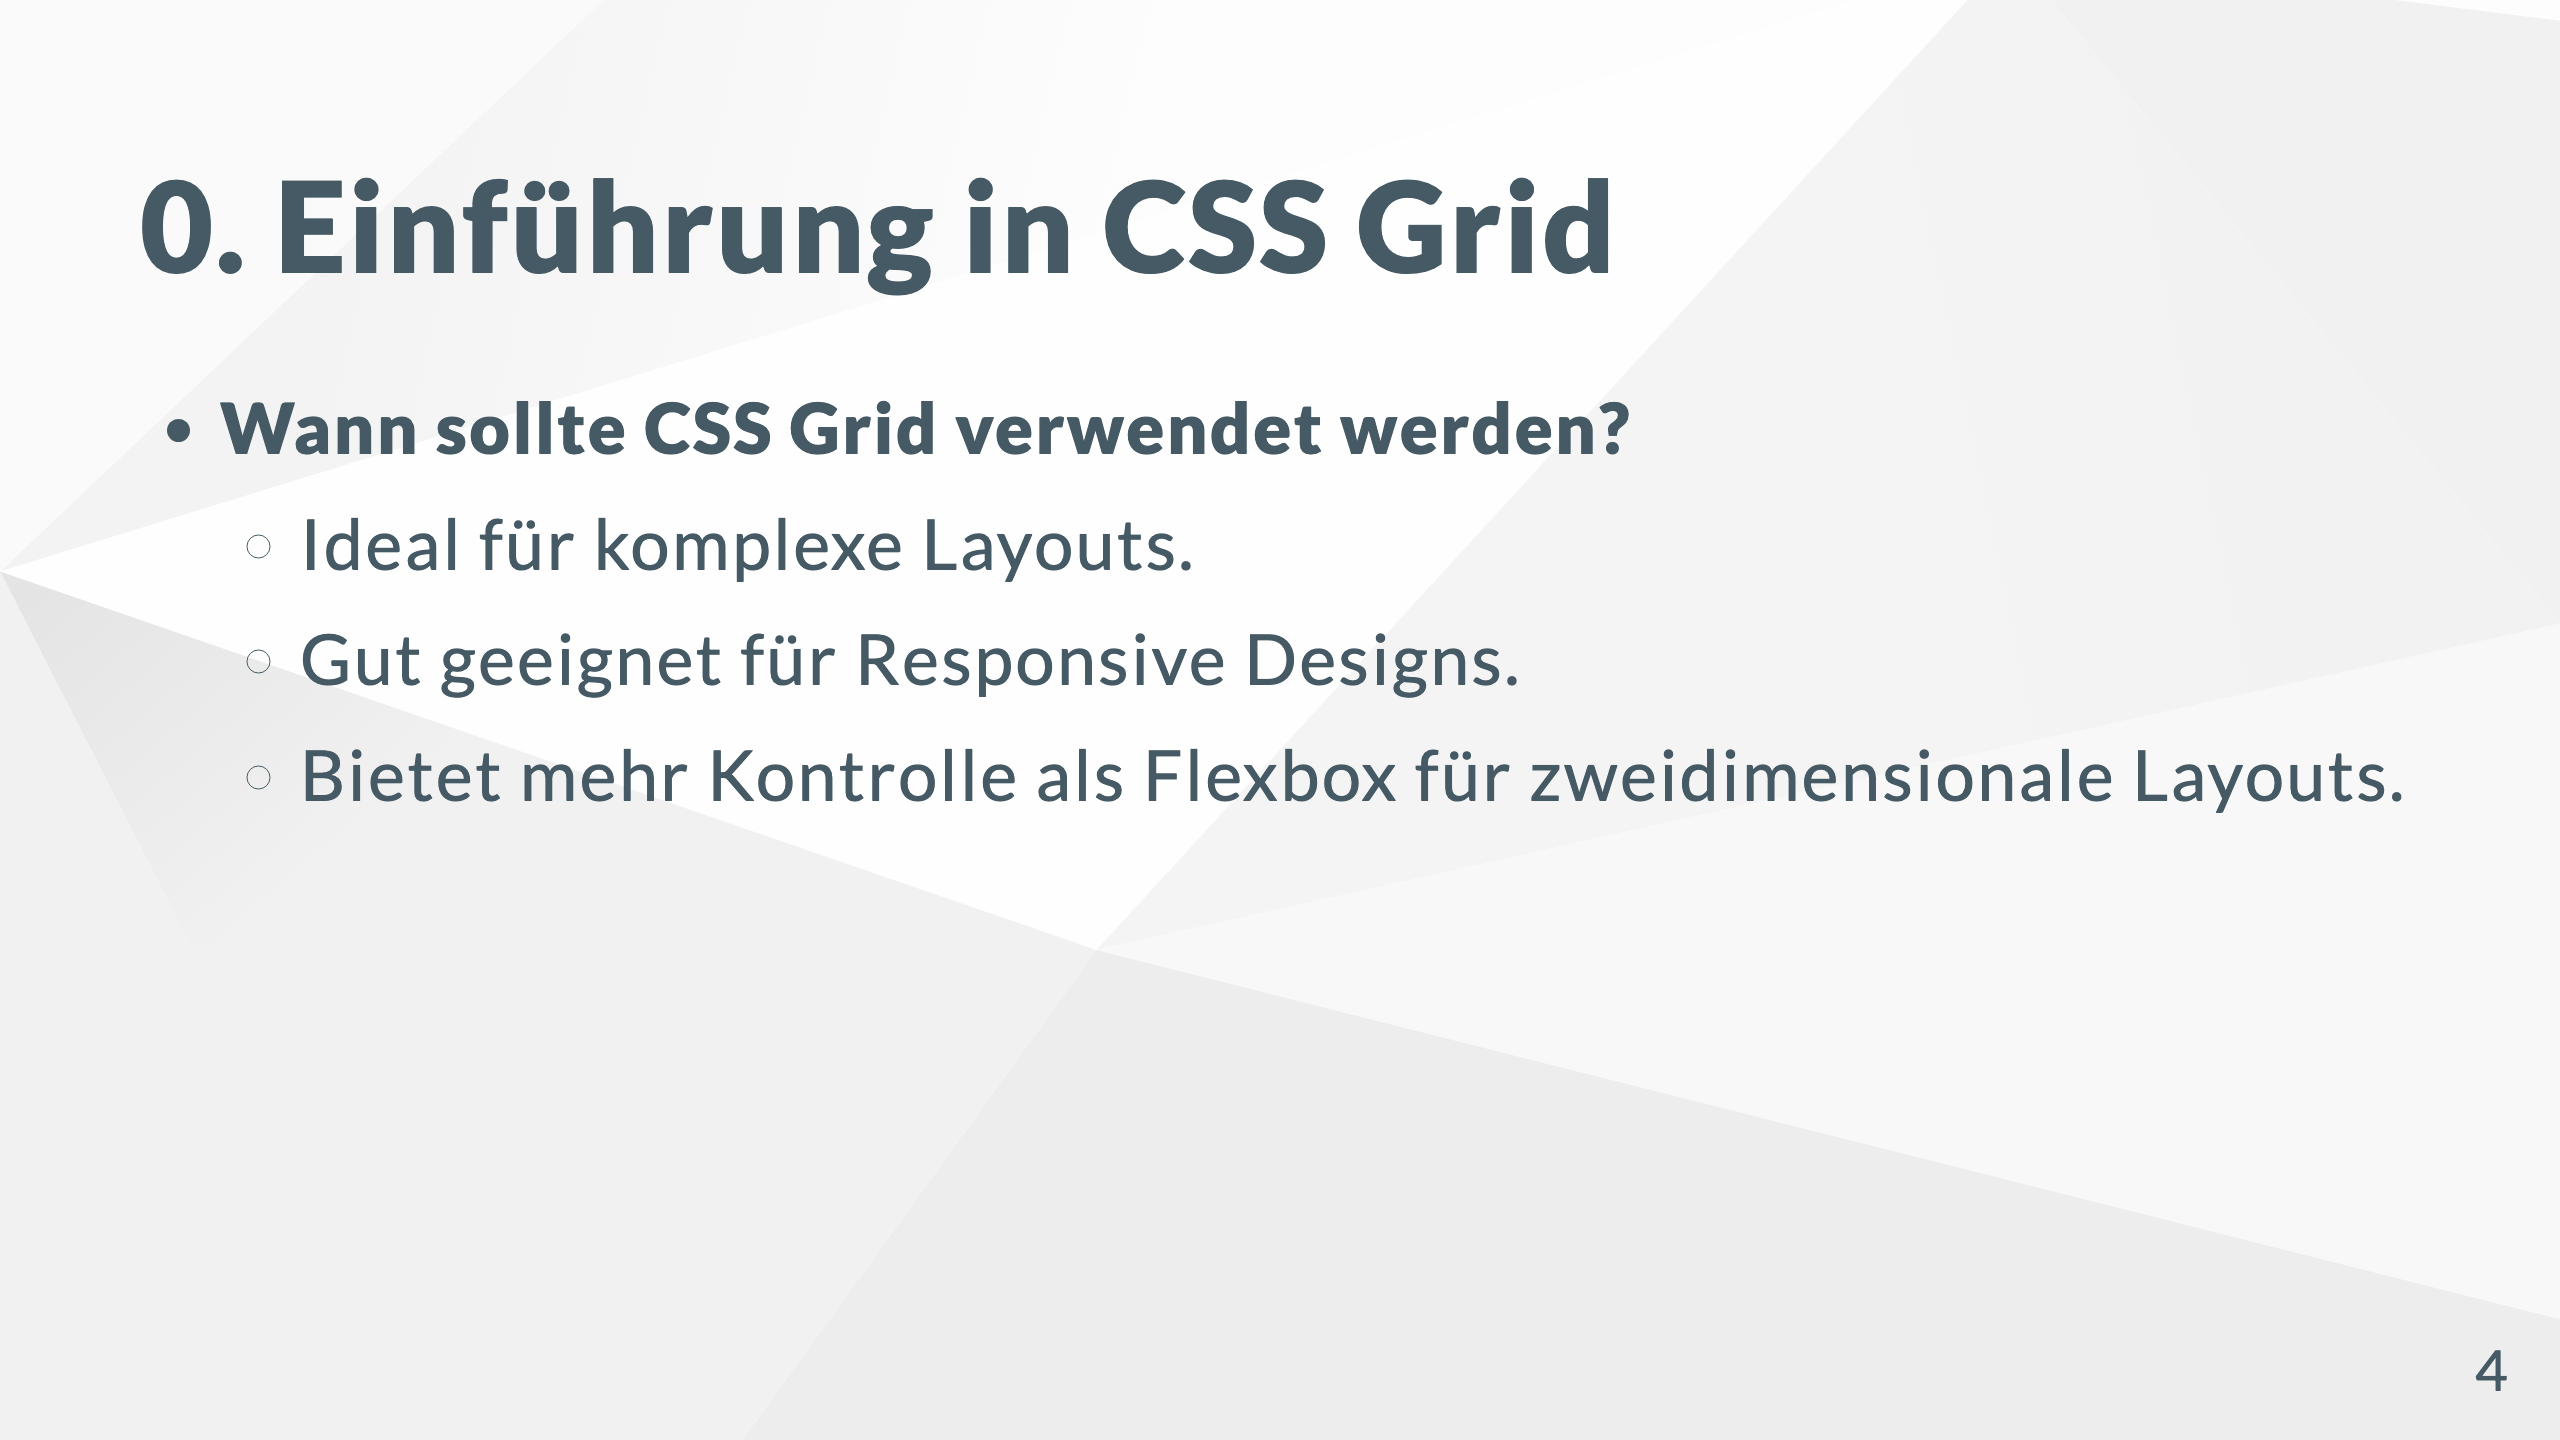 0. Einführung in CSS Grid
• Wann sollte CSS Grid verwendet werden?
○ Ideal für komplexe Layouts.
○ Gut geeignet für Responsive Designs.
○ Bietet mehr Kontrolle als Flexbox für zweidimensionale Layouts.
4